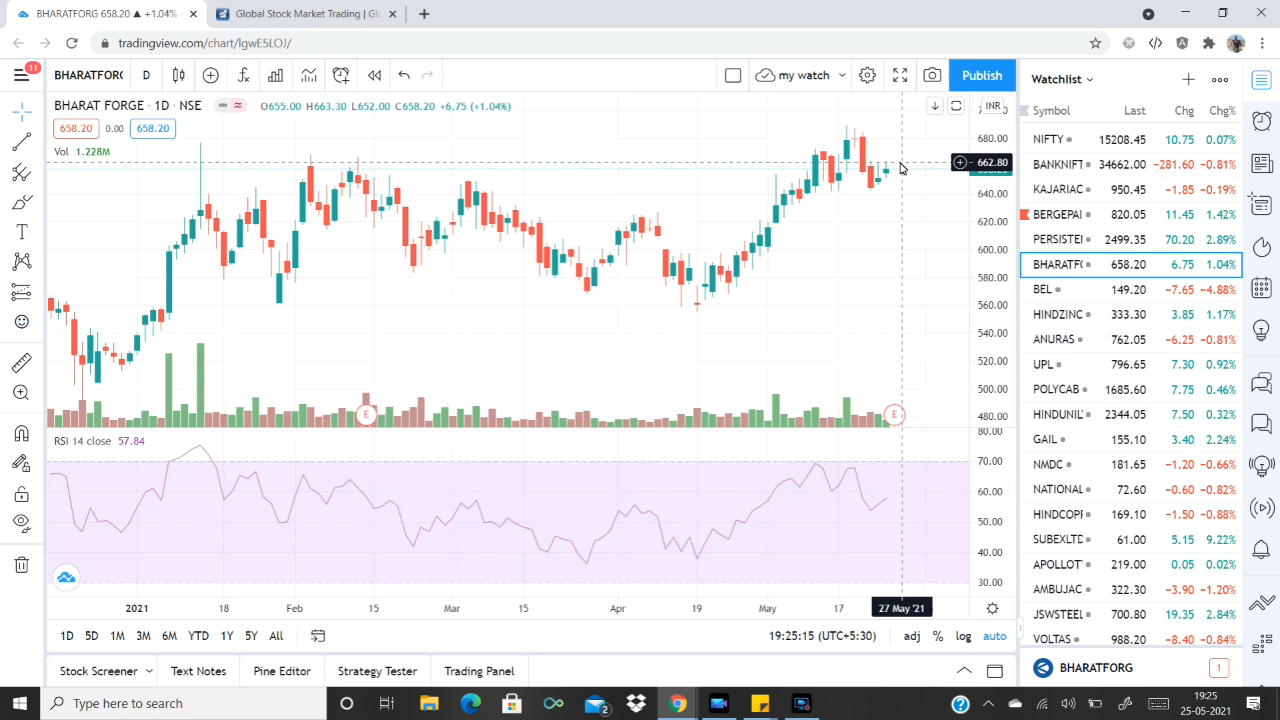 BHARATFORG 658.20 ▲ +1.04%
Global Stock Market Trading | Gl
tradingview.com/chart/lgwE5LOJ/
11
BHARATFORG
D
my watch
Publish
BHARAT FORGE · 1D · NSE
O655.00 H663.30 L652.00 C658.20 +6.75 (+1.04%)
INR
658.20 0.00 658.20
Vol 1.228M
680.00
662.80
640.00
620.00
600.00
580.00
560.00
540.00
520.00
500.00
480.00
E
E
RSI 14 close 57.84
80.00
70.00
60.00
50.00
40.00
30.00
2021 18 Feb 15 Mar 15 Apr 19 May 17 27 May '21
1D 5D 1M 3M 6M YTD 1Y 5Y All
19:25:15 (UTC+5:30) adj % log auto
Stock Screener Text Notes Pine Editor Strategy Tester Trading Panel
Watchlist
Symbol Last Chg Chg%
NIFTY 15208.45 10.75 0.07%
BANKNIFT 34662.00 −281.60 −0.81%
KAJARIAC 950.45 −1.85 −0.19%
BERGEPAI 820.05 11.45 1.42%
PERSISTEI 2499.35 70.20 2.89%
BHARATFC 658.20 6.75 1.04%
BEL 149.20 −7.65 −4.88%
HINDZINC 333.30 3.85 1.17%
ANURAS 762.05 −6.25 −0.81%
UPL 796.65 7.30 0.92%
POLYCAB 1685.60 7.75 0.46%
HINDUNIL 2344.05 7.50 0.32%
GAIL 155.10 3.40 2.24%
NMDC 181.65 −1.20 −0.66%
NATIONAL 72.60 −0.60 −0.82%
HINDCOPF 169.10 −1.50 −0.88%
SUBEXLTD 61.00 5.15 9.22%
APOLLOT 219.00 0.05 0.02%
AMBUJAC 322.30 −3.90 −1.20%
JSWSTEEL 700.80 19.35 2.84%
VOLTAS 988.20 −8.40 −0.84%
BHARATFORG 1
Type here to search
2
19:25
25-05-2021